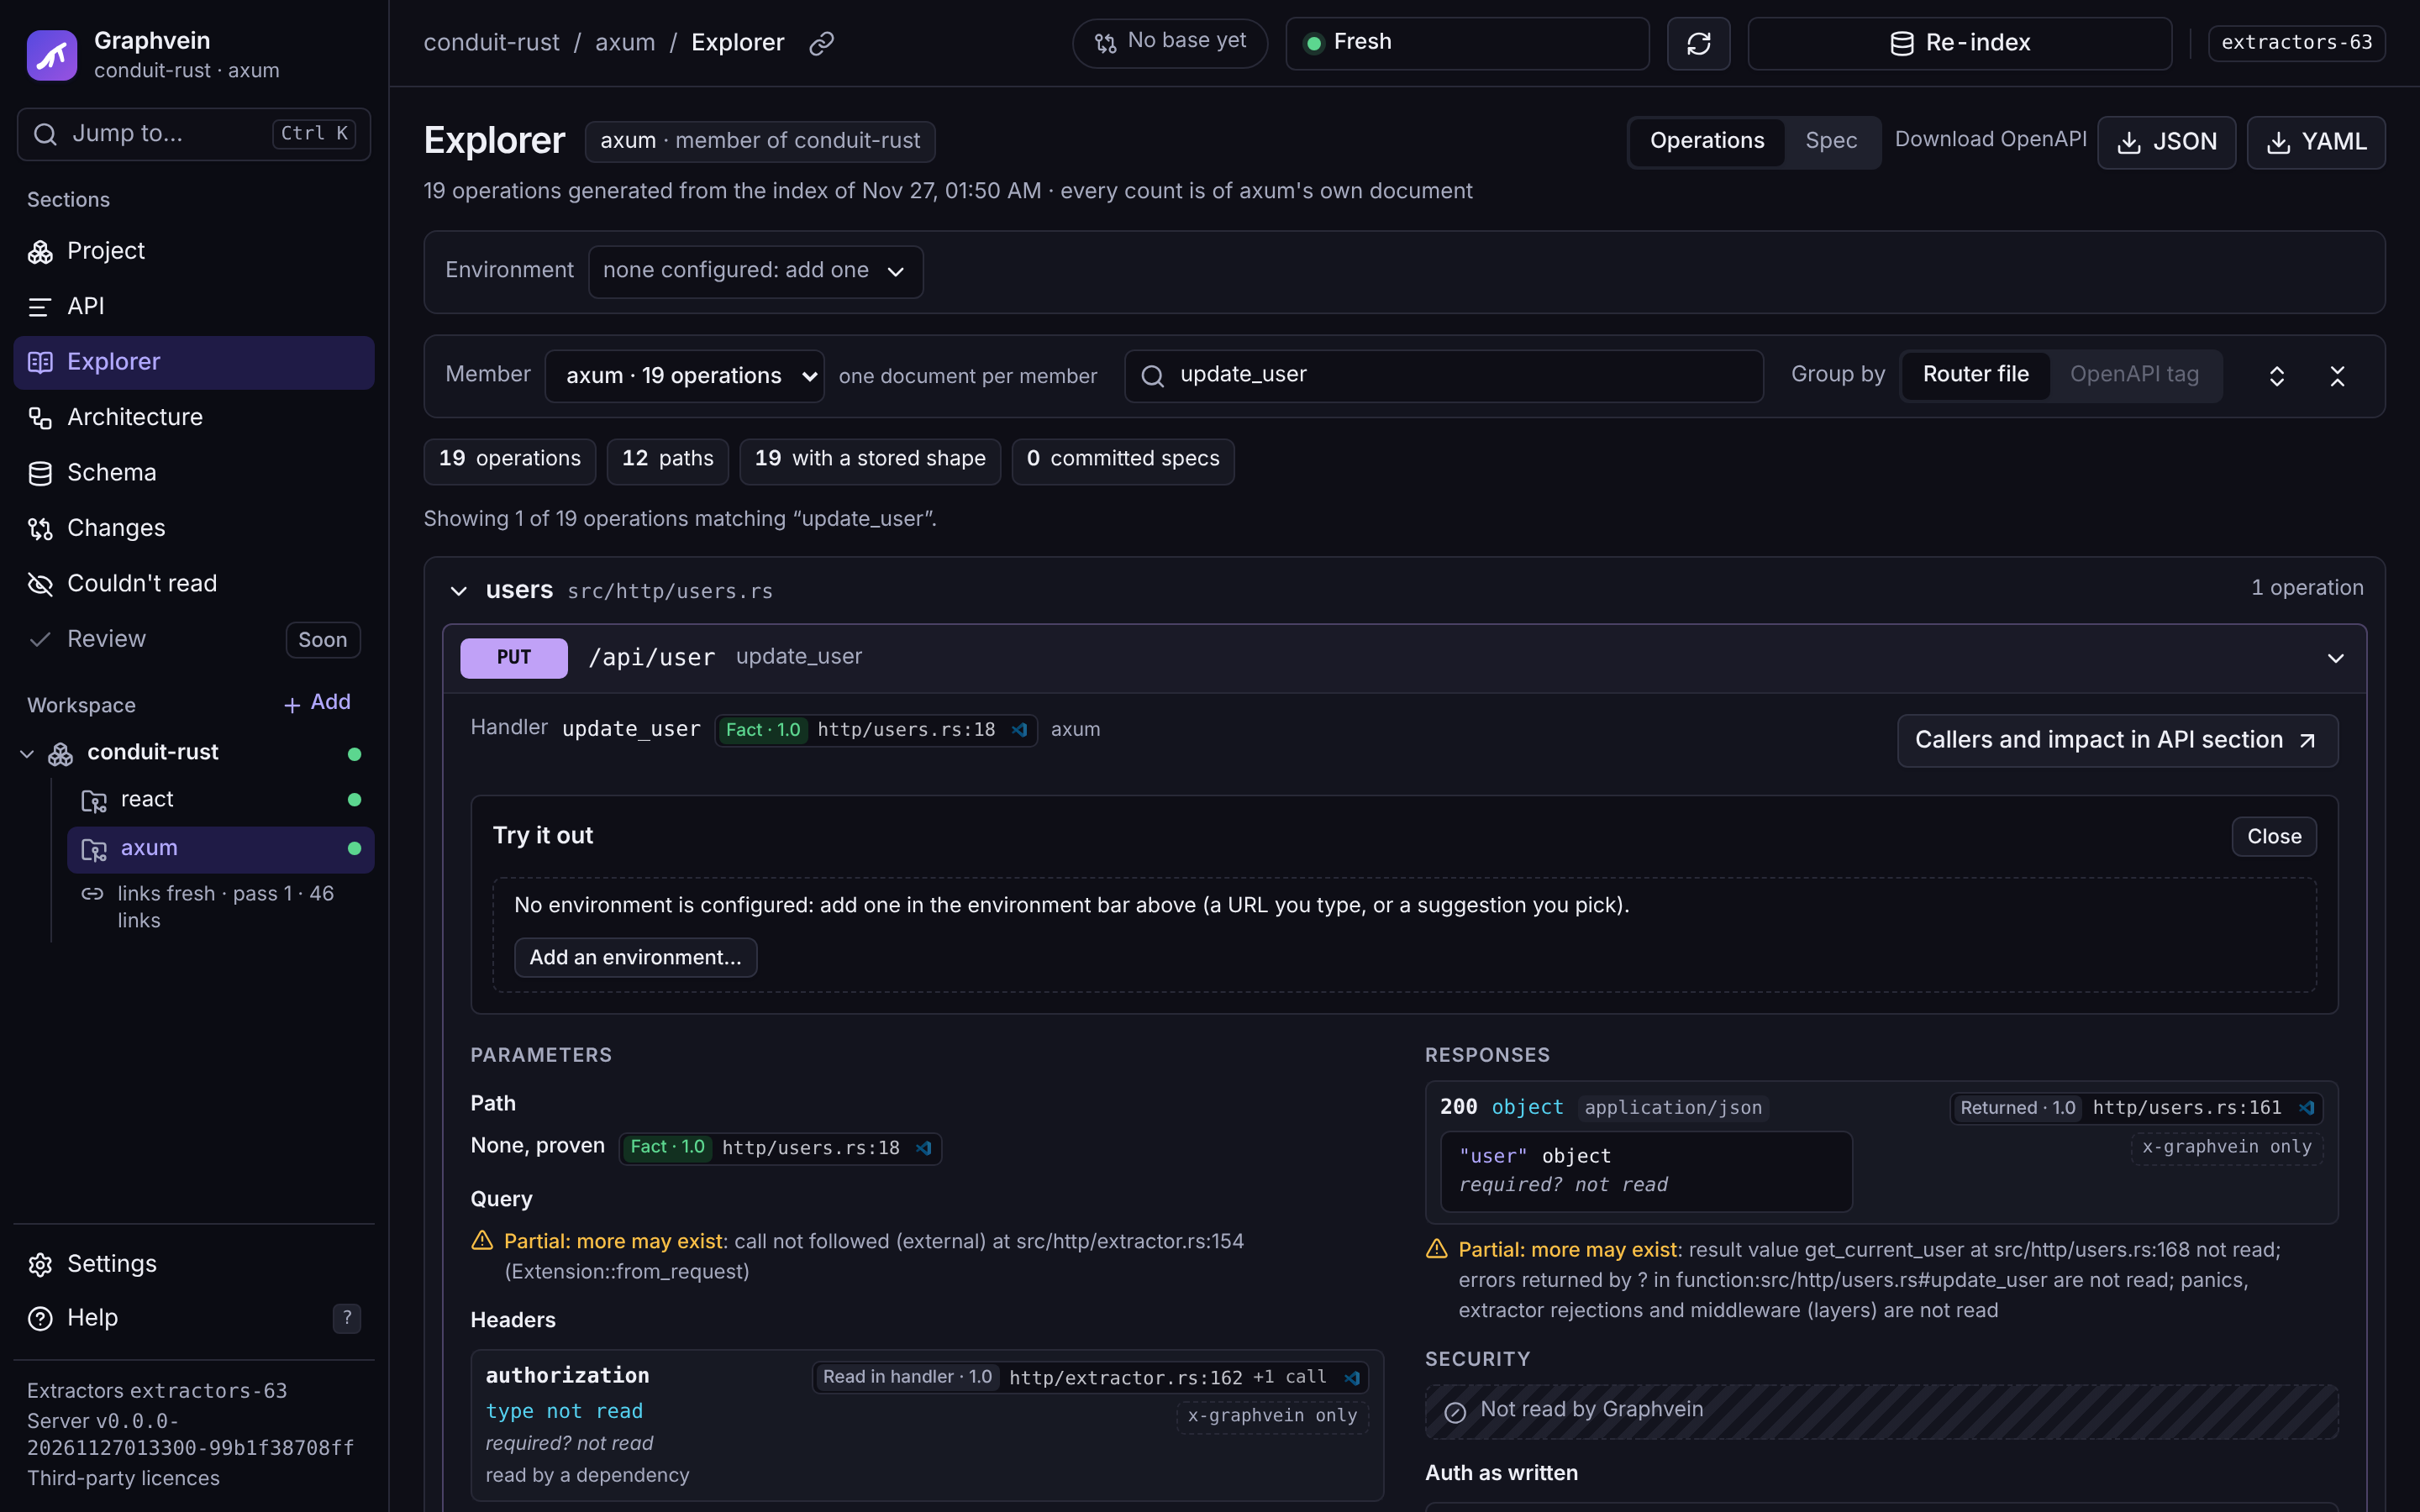 Graphvein
conduit-rust · axum
Jump to...
Ctrl K
Sections
Project
API
Explorer
Architecture
Schema
Changes
Couldn't read
Review
Soon
Workspace
+ Add
conduit-rust
react
axum
links fresh · pass 1 · 46
links
Settings
Help
?
Extractors extractors-63
Server v0.0.0-
20261127013300-99b1f38708ff
Third-party licences
conduit-rust / axum / Explorer
No base yet
Fresh
Re-index
extractors-63
Explorer
axum · member of conduit-rust
Operations
Spec
Download OpenAPI
JSON
YAML
19 operations generated from the index of Nov 27, 01:50 AM · every count is of axum's own document
Environment
none configured: add one
Member
axum · 19 operations
one document per member
update_user
Group by
Router file
OpenAPI tag
19 operations
12 paths
19 with a stored shape
0 committed specs
Showing 1 of 19 operations matching “update_user”.
users src/http/users.rs
1 operation
PUT /api/user update_user
Handler update_user Fact · 1.0 http/users.rs:18 axum
Callers and impact in API section
Try it out
Close
No environment is configured: add one in the environment bar above (a URL you type, or a suggestion you pick).
Add an environment...
PARAMETERS
Path
None, proven Fact · 1.0 http/users.rs:18
Query
Partial: more may exist: call not followed (external) at src/http/extractor.rs:154
(Extension::from_request)
Headers
authorization
Read in handler · 1.0 http/extractor.rs:162 +1 call
type not read
x-graphvein only
required? not read
read by a dependency
RESPONSES
200 object application/json
Returned · 1.0 http/users.rs:161
x-graphvein only
"user" object
required? not read
Partial: more may exist: result value get_current_user at src/http/users.rs:168 not read;
errors returned by ? in function:src/http/users.rs#update_user are not read; panics,
extractor rejections and middleware (layers) are not read
SECURITY
Not read by Graphvein
Auth as written